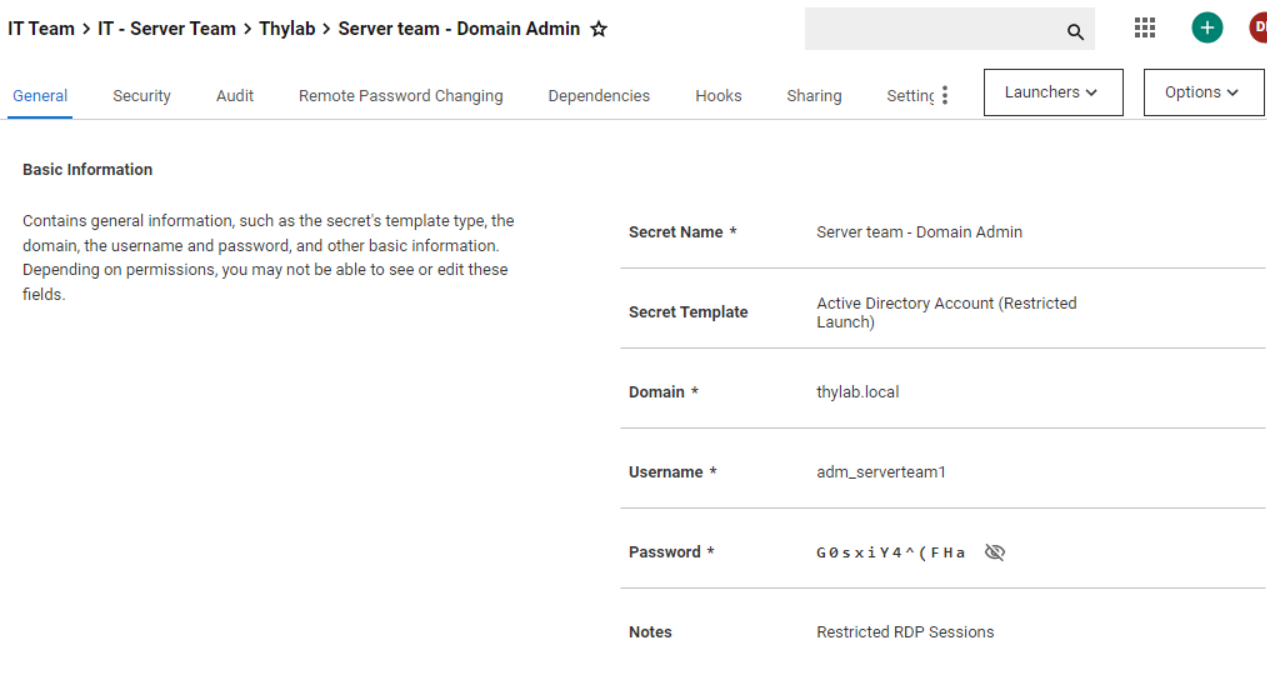 IT Team > IT - Server Team > Thylab > Server team - Domain Admin
General Security Audit Remote Password Changing Dependencies Hooks Sharing Launchers Options
Basic Information
Contains general information, such as the secret's template type, the
domain, the username and password, and other basic information.
Depending on permissions, you may not be able to see or edit these
fields.
Secret Name * Server team - Domain Admin
Secret Template Active Directory Account (Restricted
Launch)
Domain * thylab.local
Username * adm_serverteam1
Password * G0sxiY4^(FHa
Notes Restricted RDP Sessions